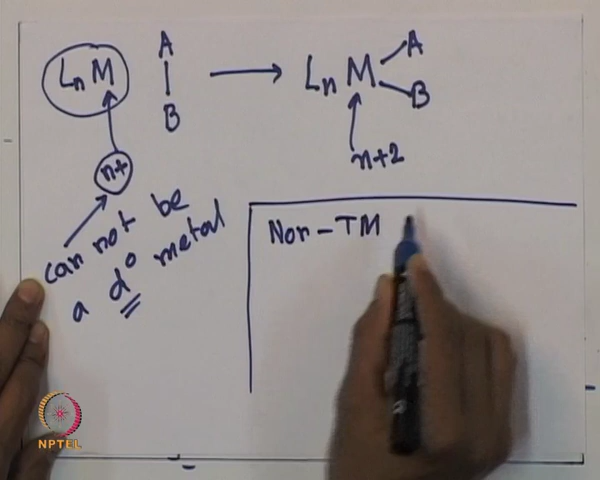 LnM A | B → LnM A B
n+ n+2
can not be
a d⁰ metal
Non-TM
NPTEL